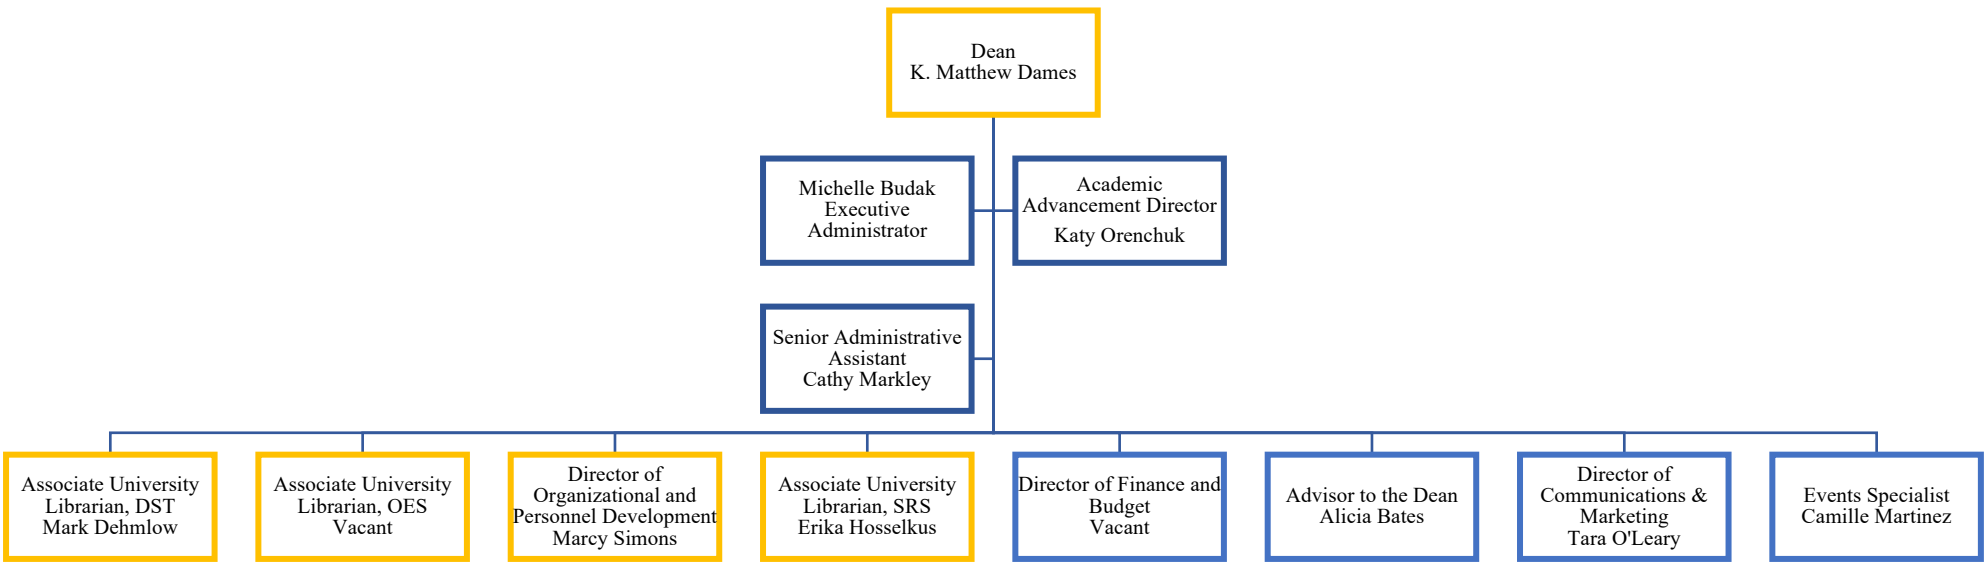 Dean
K. Matthew Dames
Michelle Budak
Executive
Administrator
Academic
Advancement Director
Katy Orenchuk
Senior Administrative
Assistant
Cathy Markley
Associate University
Librarian, DST
Mark Dehmlow
Associate University
Librarian, OES
Vacant
Director of
Organizational and
Personnel Development
Marcy Simons
Associate University
Librarian, SRS
Erika Hosselkus
Director of Finance and
Budget
Vacant
Advisor to the Dean
Alicia Bates
Director of
Communications &
Marketing
Tara O'Leary
Events Specialist
Camille Martinez